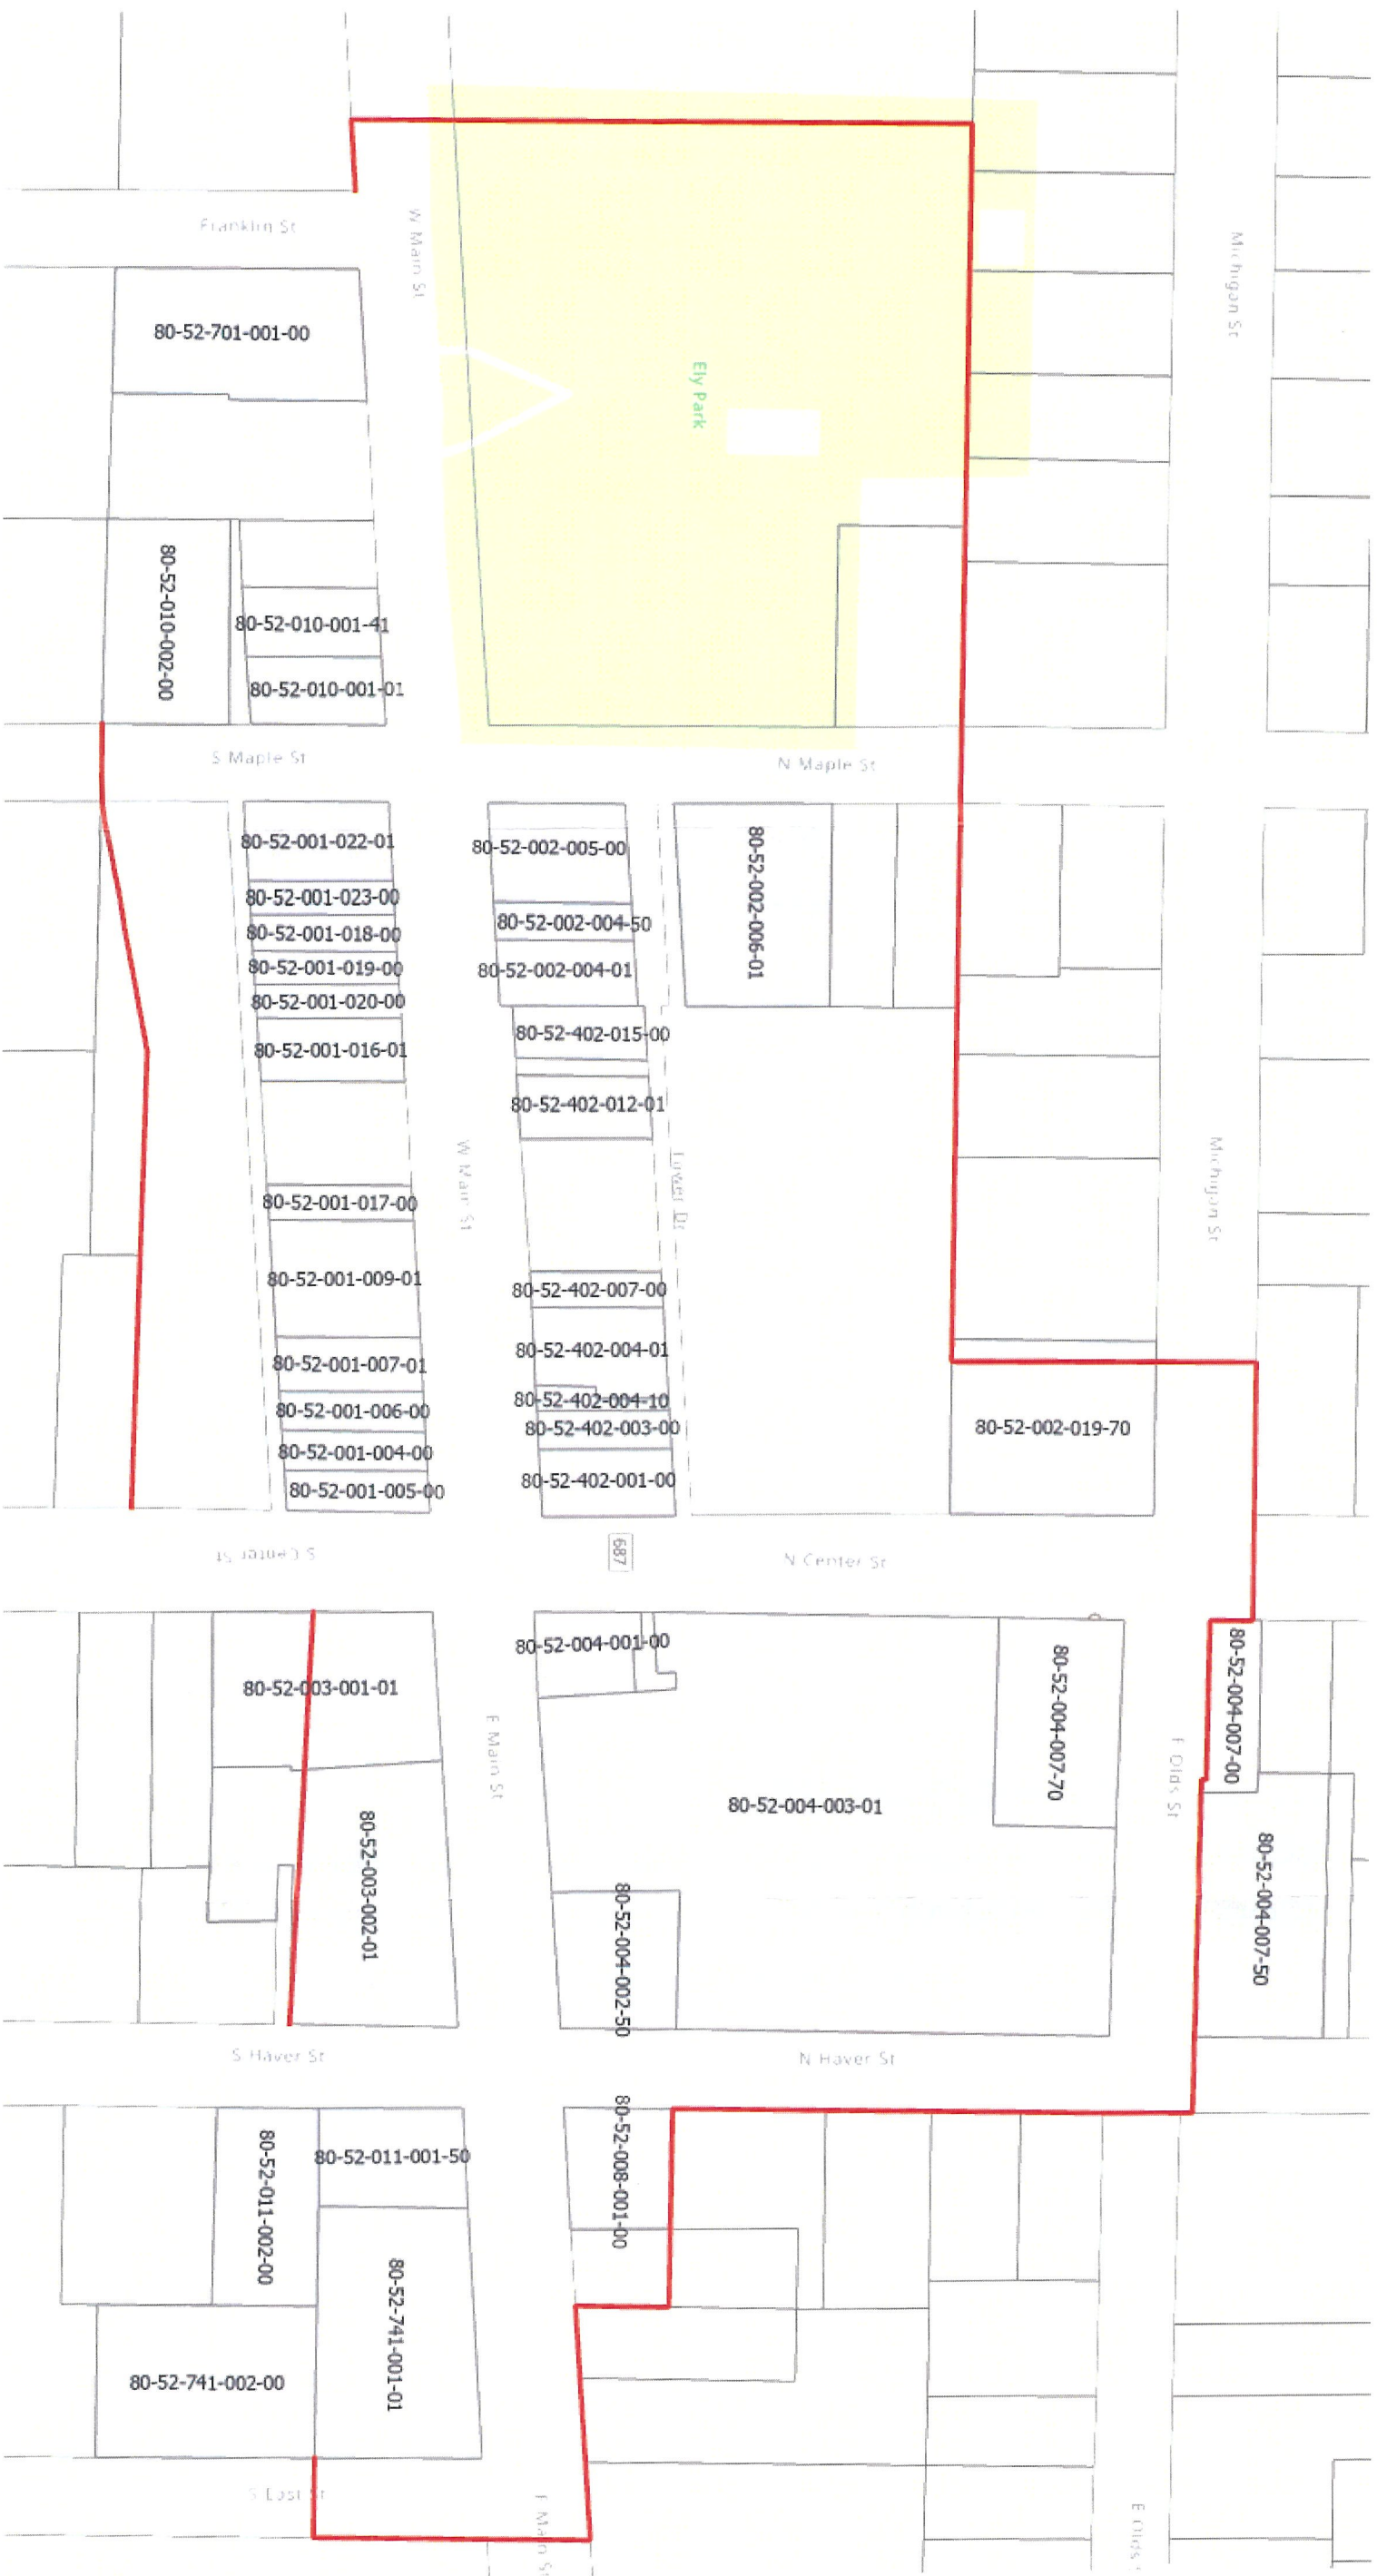 Franklin St
W Main St
Michigan St
80-52-701-001-00
Ely Park
80-52-010-002-00
80-52-010-001-41
80-52-010-001-01
S Maple St
N Maple St
80-52-001-022-01
80-52-002-005-00
80-52-002-006-01
80-52-001-023-00
80-52-002-004-50
80-52-001-018-00
80-52-001-019-00
80-52-002-004-01
80-52-001-020-00
80-52-402-015-00
80-52-001-016-01
80-52-402-012-01
W Main St
Tower Dr
Michigan St
80-52-001-017-00
80-52-001-009-01
80-52-402-007-00
80-52-001-007-01
80-52-402-004-01
80-52-001-006-00
80-52-402-004-10
80-52-402-003-00
80-52-002-019-70
80-52-001-004-00
80-52-402-001-00
80-52-001-005-00
S Center St
687
N Center St
80-52-004-001-00
80-52-003-001-01
80-52-004-007-70
80-52-004-007-00
E Main St
E Olds St
80-52-004-003-01
80-52-003-002-01
80-52-004-002-50
80-52-004-007-50
S Haver St
N Haver St
80-52-011-002-00
80-52-011-001-50
80-52-008-001-00
80-52-741-001-01
80-52-741-002-00
S East St
E Main St
E Olds